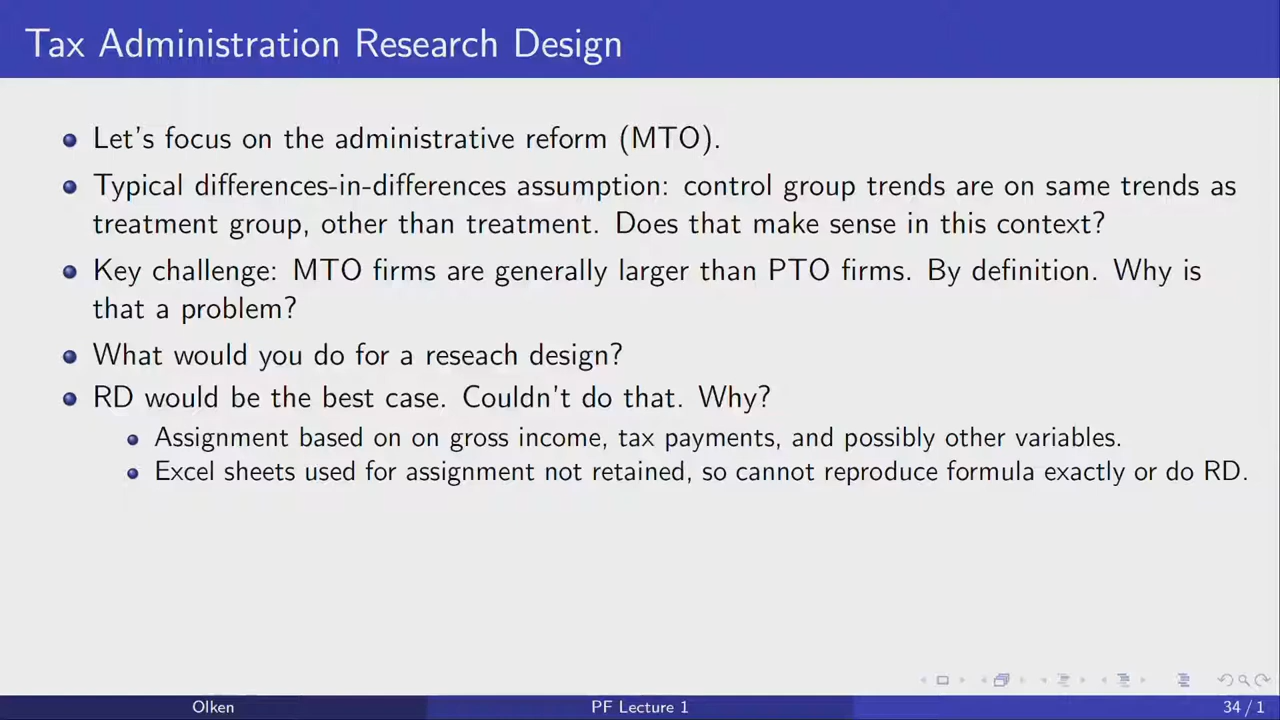 Tax Administration Research Design
Let's focus on the administrative reform (MTO).
Typical differences-in-differences assumption: control group trends are on same trends as
treatment group, other than treatment. Does that make sense in this context?
Key challenge: MTO firms are generally larger than PTO firms. By definition. Why is
that a problem?
What would you do for a reseach design?
RD would be the best case. Couldn't do that. Why?
Assignment based on on gross income, tax payments, and possibly other variables.
Excel sheets used for assignment not retained, so cannot reproduce formula exactly or do RD.
Olken
PF Lecture 1
34 / 1